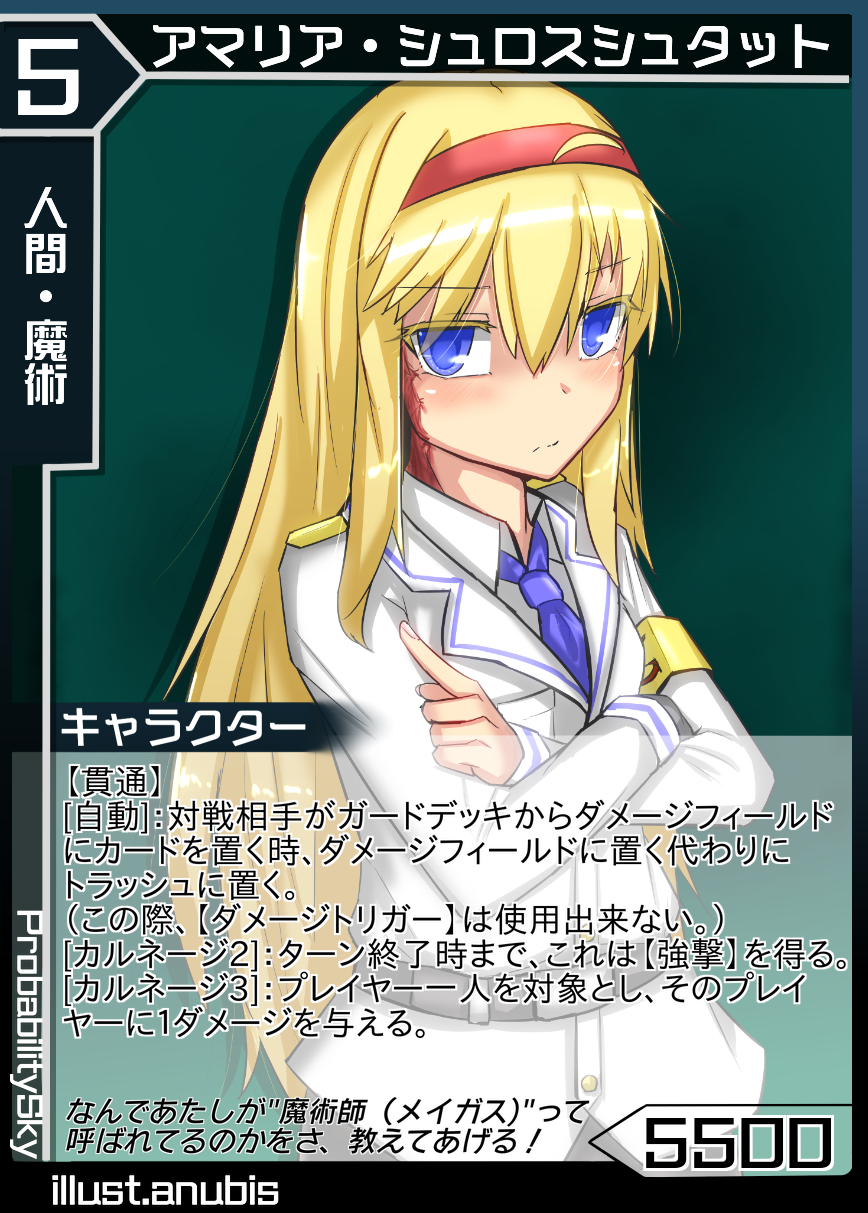 5
アマリア・シュロスシュタット
人間・魔術
キャラクター
【貫通】
[自動]:対戦相手がガードデッキからダメージフィールド
にカードを置く時、ダメージフィールドに置く代わりに
トラッシュに置く。
(この際、【ダメージトリガー】は使用出来ない。)
[カルネージ2]:ターン終了時まで、これは【強撃】を得る。
[カルネージ3]:プレイヤー一人を対象とし、そのプレイ
ヤーに1ダメージを与える。
なんであたしが"魔術師(メイガス)"って
呼ばれてるのかをさ、教えてあげる!
5500
ProbabilitySky
illust.anubis